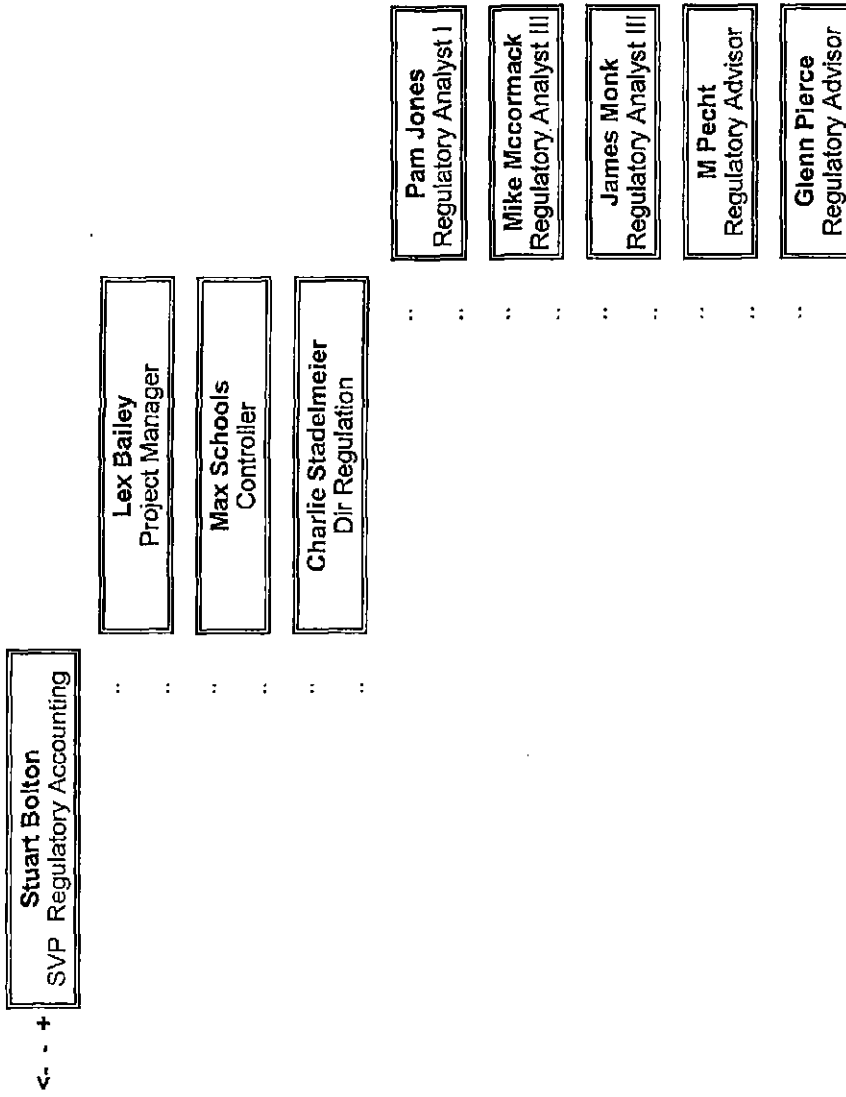 <- - +
Stuart Bolton
SVP Regulatory Accounting
Lex Bailey
Project Manager
Max Schools
Controller
Charlie Stadelmeier
Dir Regulation
Pam Jones
Regulatory Analyst I
Mike Mccormack
Regulatory Analyst III
James Monk
Regulatory Analyst III
M Pecht
Regulatory Advisor
Glenn Pierce
Regulatory Advisor